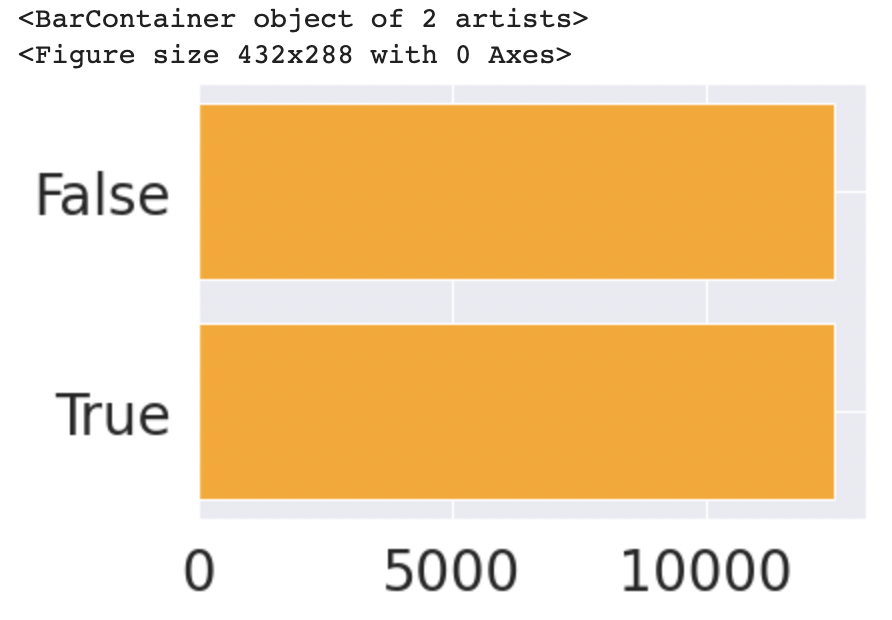 <BarContainer object of 2 artists>
<Figure size 432x288 with 0 Axes>
False
True
0 5000 10000